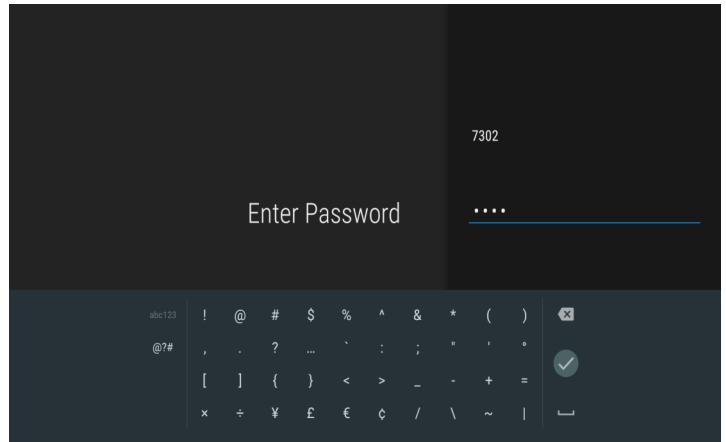 7302
Enter Password
••••
abc123 ! @ # $ % ^ & * ( )
@?# , . ? … ` : ; " ' °
[ ] { } < > _ - + =
× ÷ ¥ £ € ¢ / \ ~ |